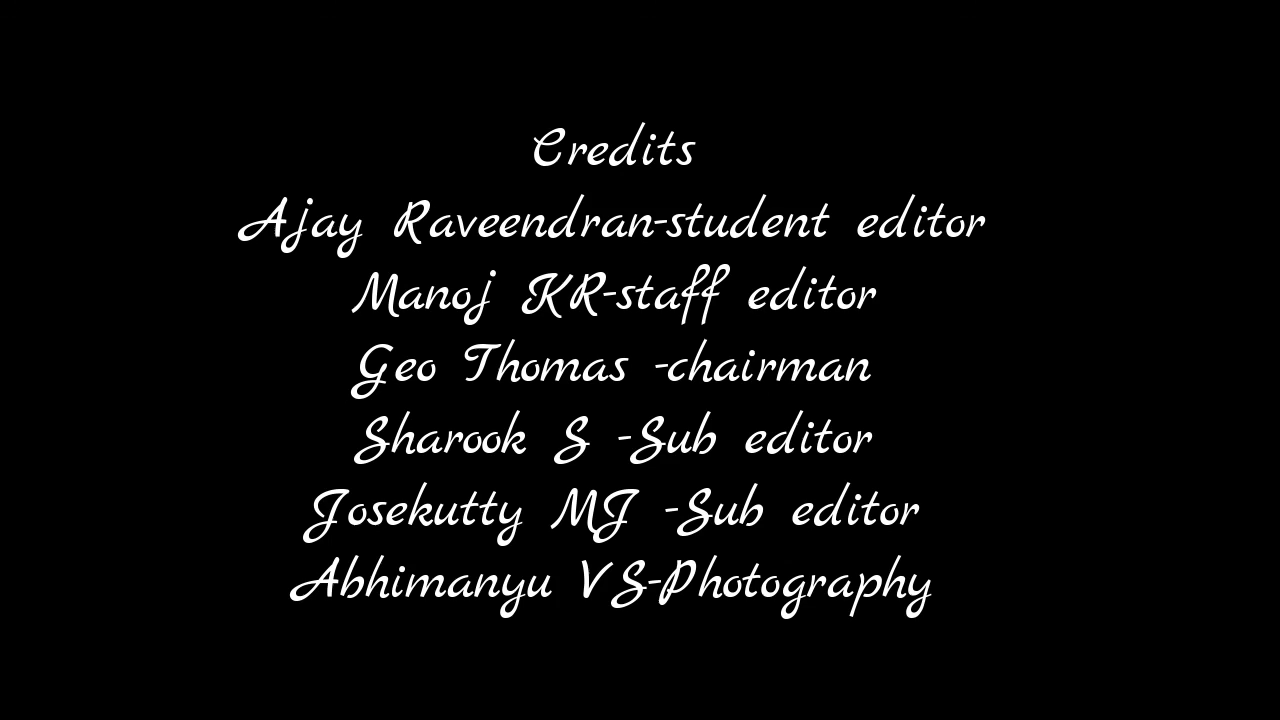 Credits
Ajay Raveendran-student editor
Manoj KR-staff editor
Geo Thomas -chairman
Sharook S -Sub editor
Josekutty MJ -Sub editor
Abhimanyu VS-Photography